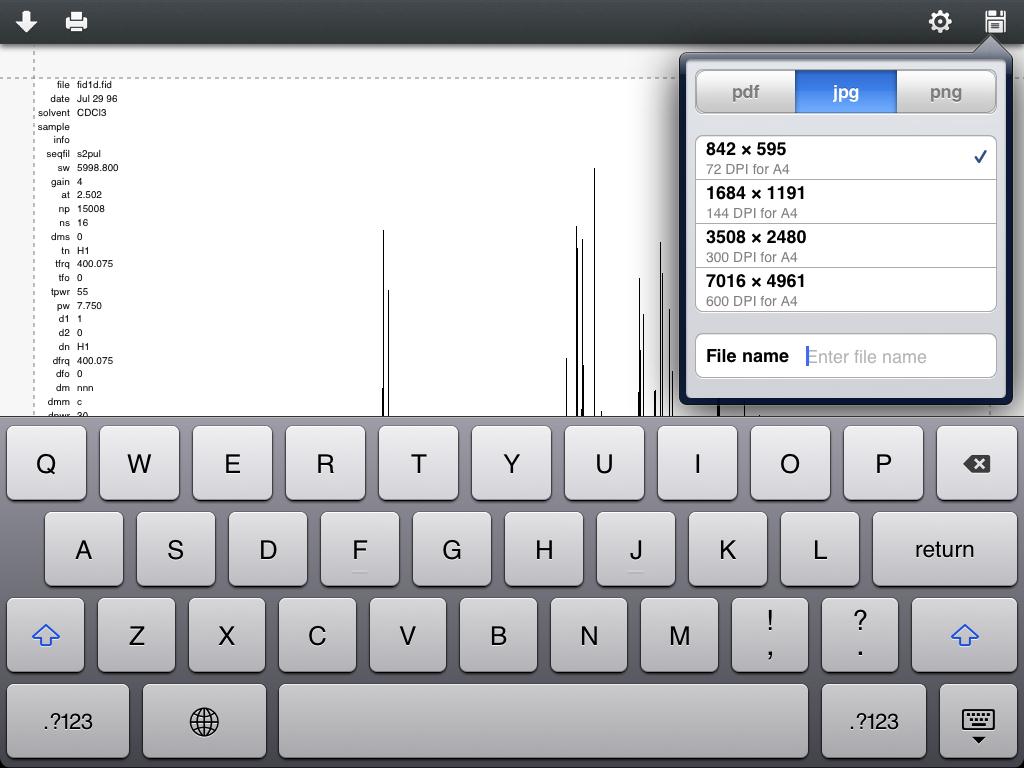 file fid1d.fid
date Jul 29 96
solvent CDCl3
sample
info
seqfil s2pul
sw 5998.800
gain 4
at 2.502
np 15008
ns 16
dms 0
tn H1
tfrq 400.075
tfo 0
tpwr 55
pw 7.750
d1 1
d2 0
dn H1
dfrq 400.075
dfo 0
dm nnn
dmm c
dpwr 30
pdf jpg png
842 × 595
72 DPI for A4
1684 × 1191
144 DPI for A4
3508 × 2480
300 DPI for A4
7016 × 4961
600 DPI for A4
File name Enter file name
Q W E R T Y U I O P
A S D F G H J K L return
Z X C V B N M ! , ? .
.?123 .?123